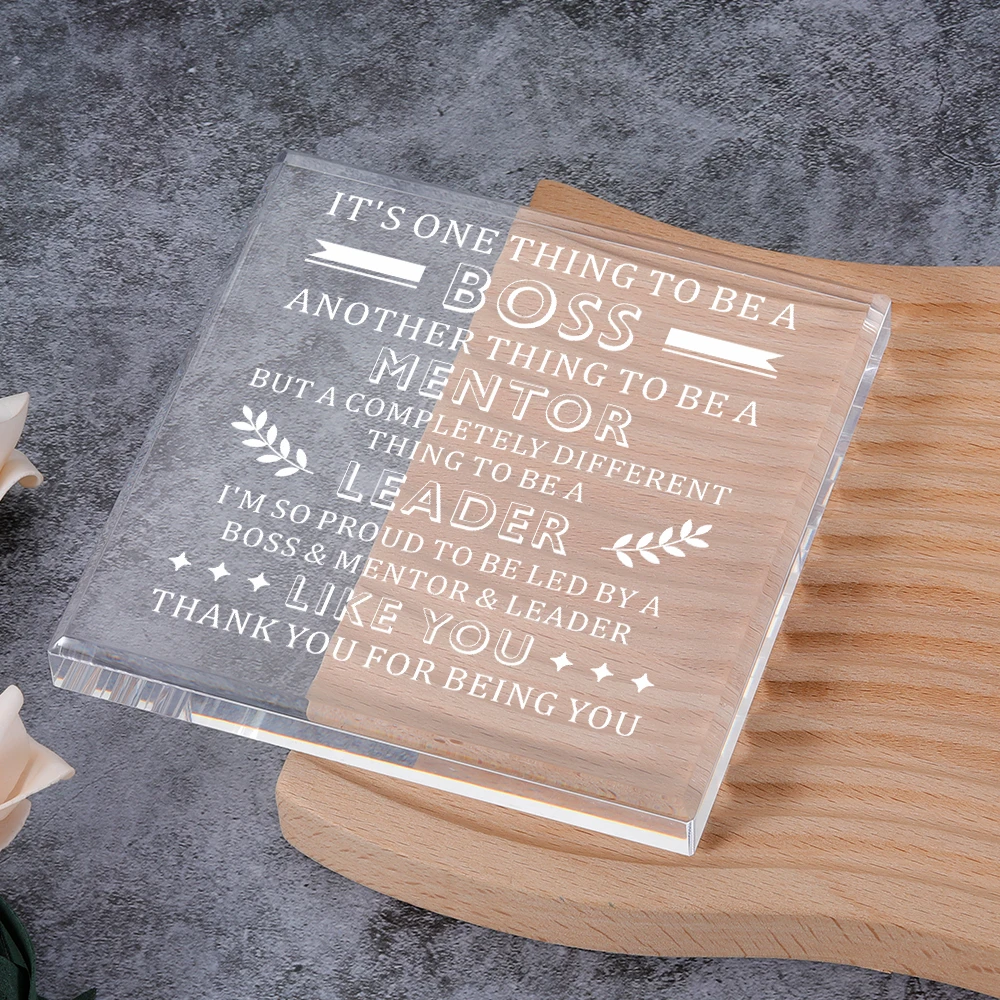 IT'S ONE THING TO BE A
BOSS
ANOTHER THING TO BE A
MENTOR
BUT A COMPLETELY DIFFERENT
THING TO BE A
LEADER
I'M SO PROUD TO BE LED BY A
BOSS & MENTOR & LEADER
LIKE YOU
THANK YOU FOR BEING YOU